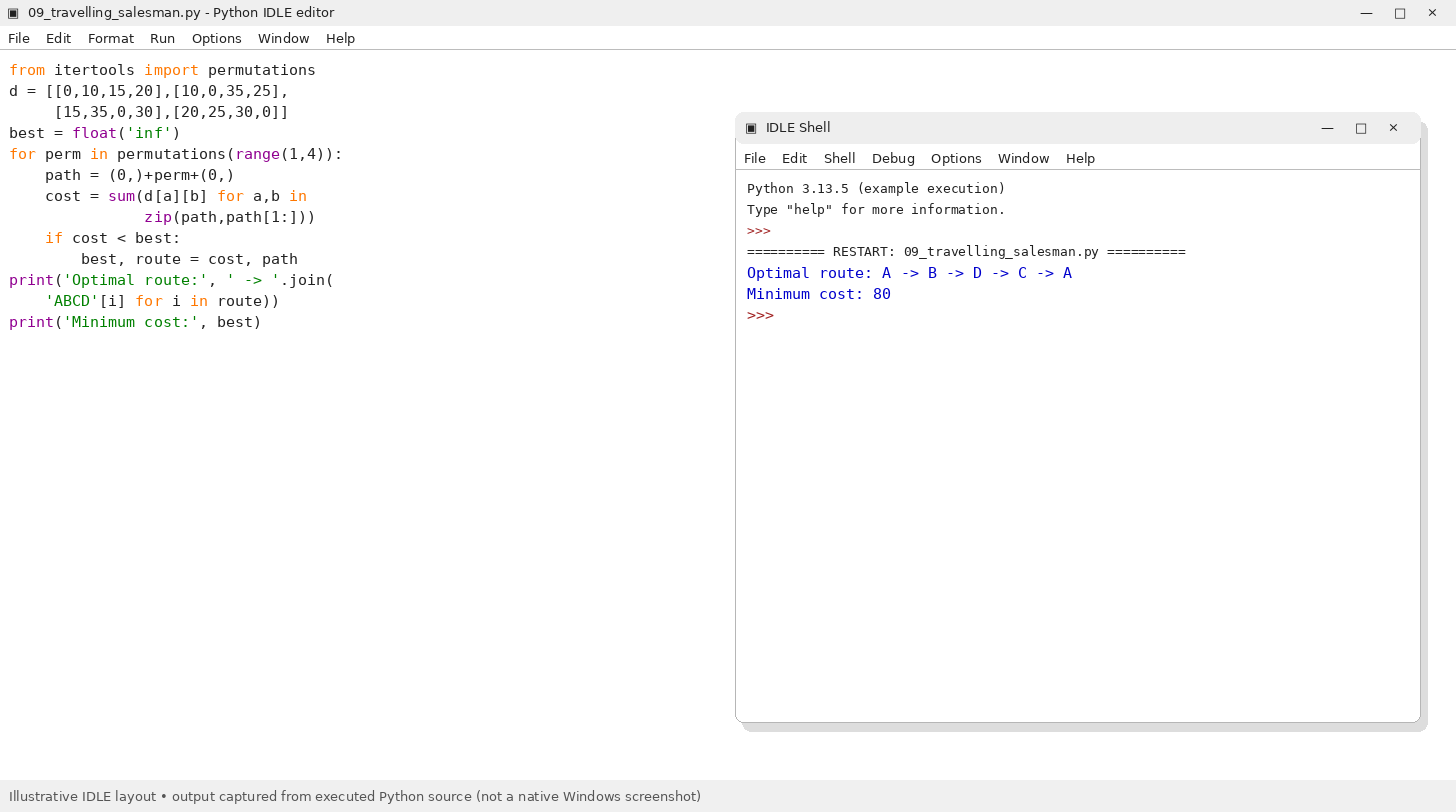 09_travelling_salesman.py - Python IDLE editor
File Edit Format Run Options Window Help
from itertools import permutations
d = [[0,10,15,20],[10,0,35,25],
     [15,35,0,30],[20,25,30,0]]
best = float('inf')
for perm in permutations(range(1,4)):
    path = (0,)+perm+(0,)
    cost = sum(d[a][b] for a,b in
               zip(path,path[1:]))
    if cost < best:
        best, route = cost, path
print('Optimal route:', ' -> '.join(
    'ABCD'[i] for i in route))
print('Minimum cost:', best)
IDLE Shell
File Edit Shell Debug Options Window Help
Python 3.13.5 (example execution)
Type "help" for more information.
>>>
========== RESTART: 09_travelling_salesman.py ==========
Optimal route: A -> B -> D -> C -> A
Minimum cost: 80
>>>
Illustrative IDLE layout • output captured from executed Python source (not a native Windows screenshot)